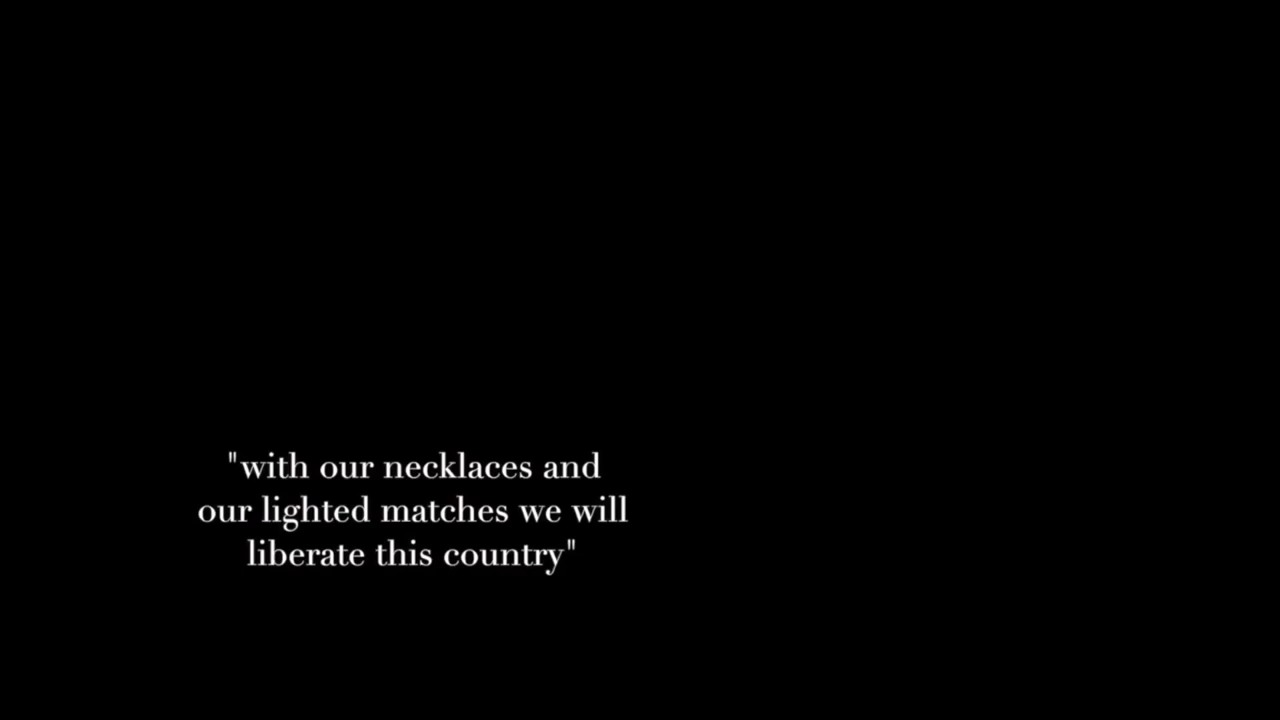 "with our necklaces and
our lighted matches we will
liberate this country"